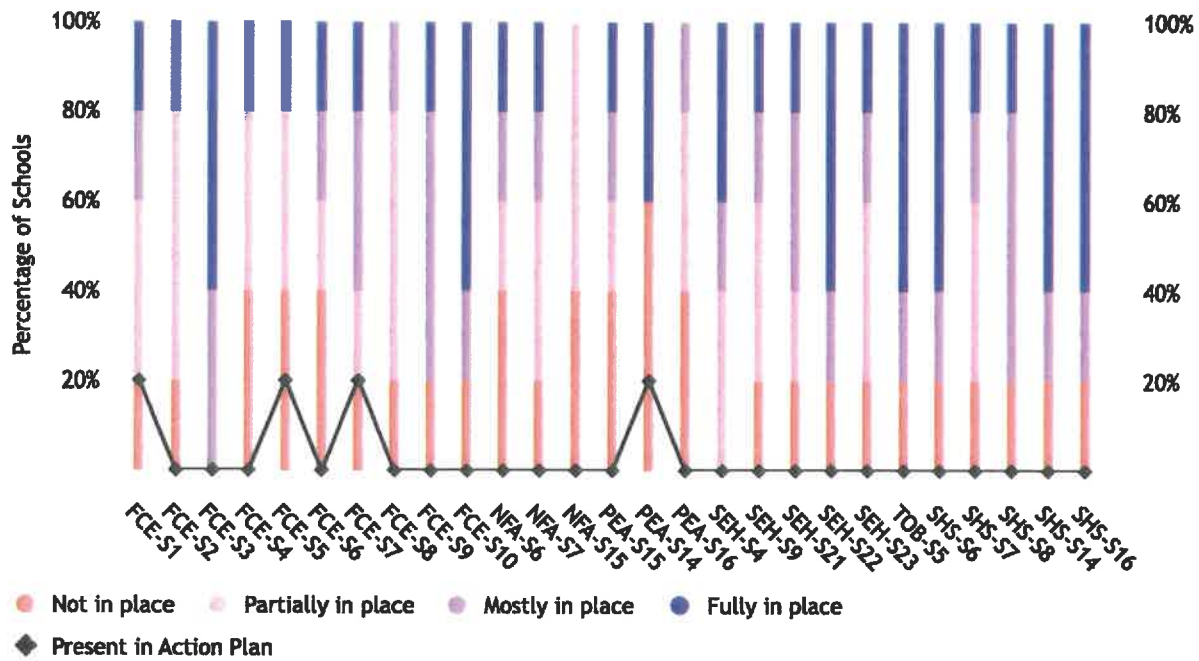 100%
80%
60%
40%
20%
Percentage of Schools
100%
80%
60%
40%
20%
FCE-S1
FCE-S2
FCE-S3
FCE-S4
FCE-S5
FCE-S6
FCE-S7
FCE-S8
FCE-S9
FCE-S10
NFA-S6
NFA-S7
NFA-S15
PEA-S15
PEA-S14
PEA-S16
SEH-S4
SEH-S9
SEH-S21
SEH-S22
SEH-S23
TOB-S5
SHS-S6
SHS-S7
SHS-S8
SHS-S14
SHS-S16
Not in place Partially in place Mostly in place Fully in place
Present in Action Plan